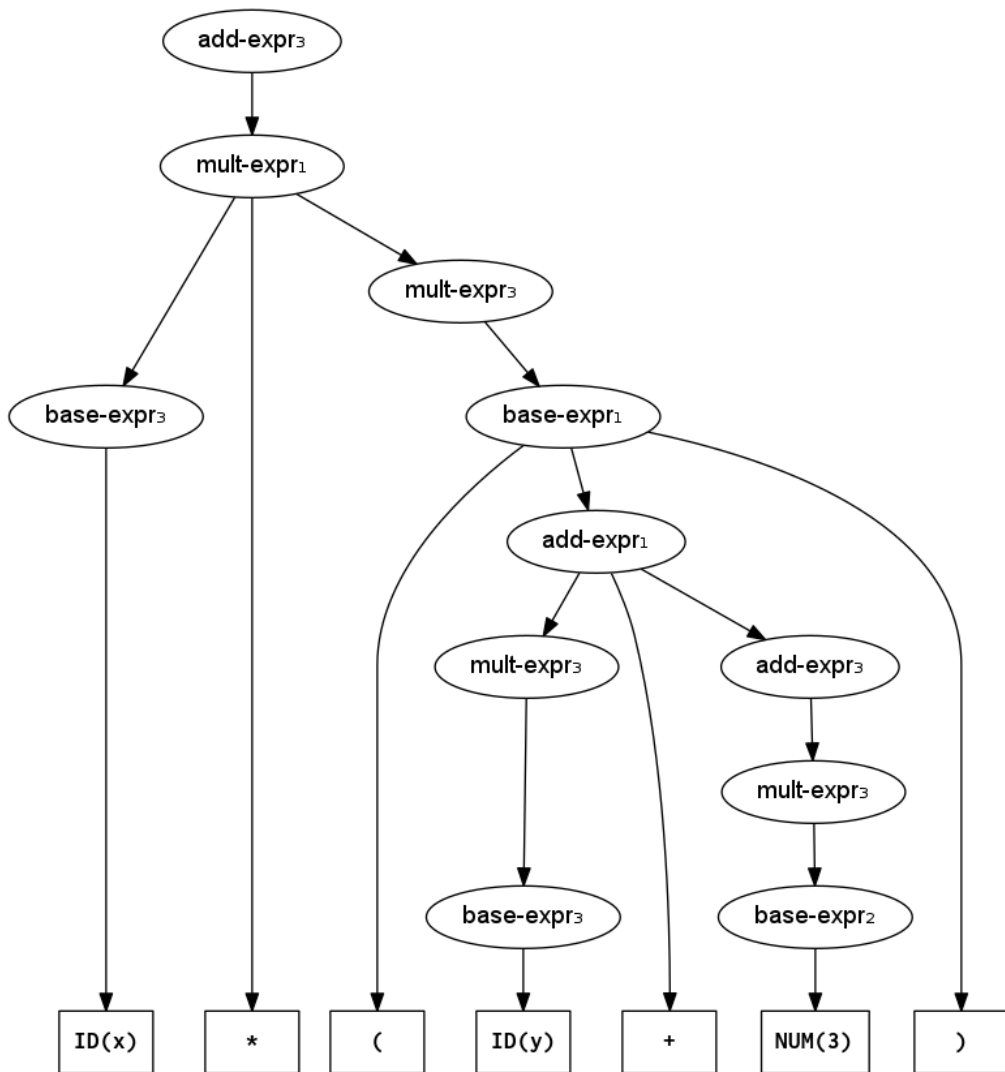 add-expr₃
mult-expr₁
mult-expr₃
base-expr₃
base-expr₁
add-expr₁
mult-expr₃
add-expr₃
mult-expr₃
base-expr₃
base-expr₂
ID(x)
*
(
ID(y)
+
NUM(3)
)